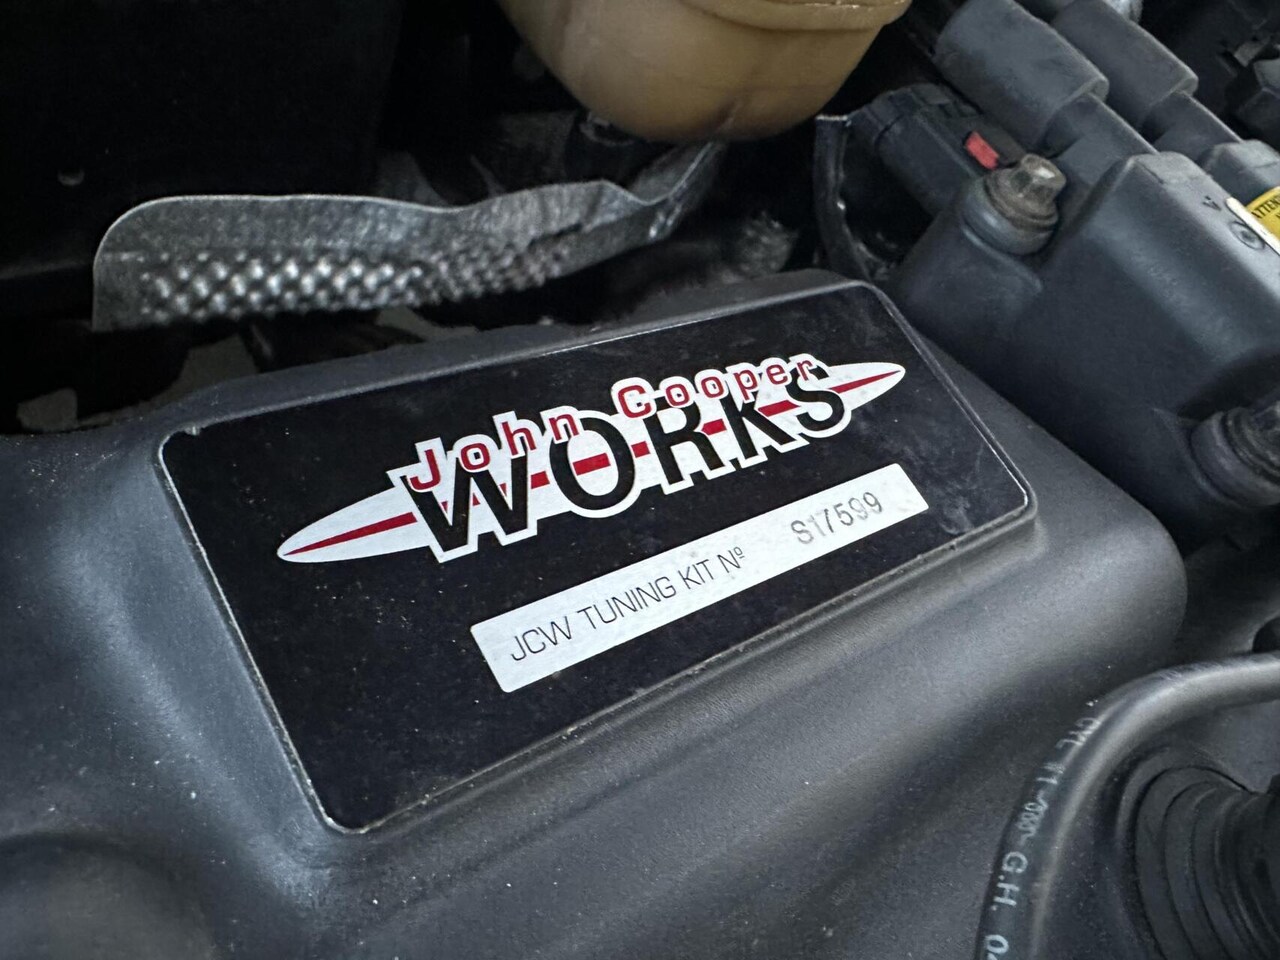 John Cooper
WORKS
JCW TUNING KIT Nº S17599
G.H.